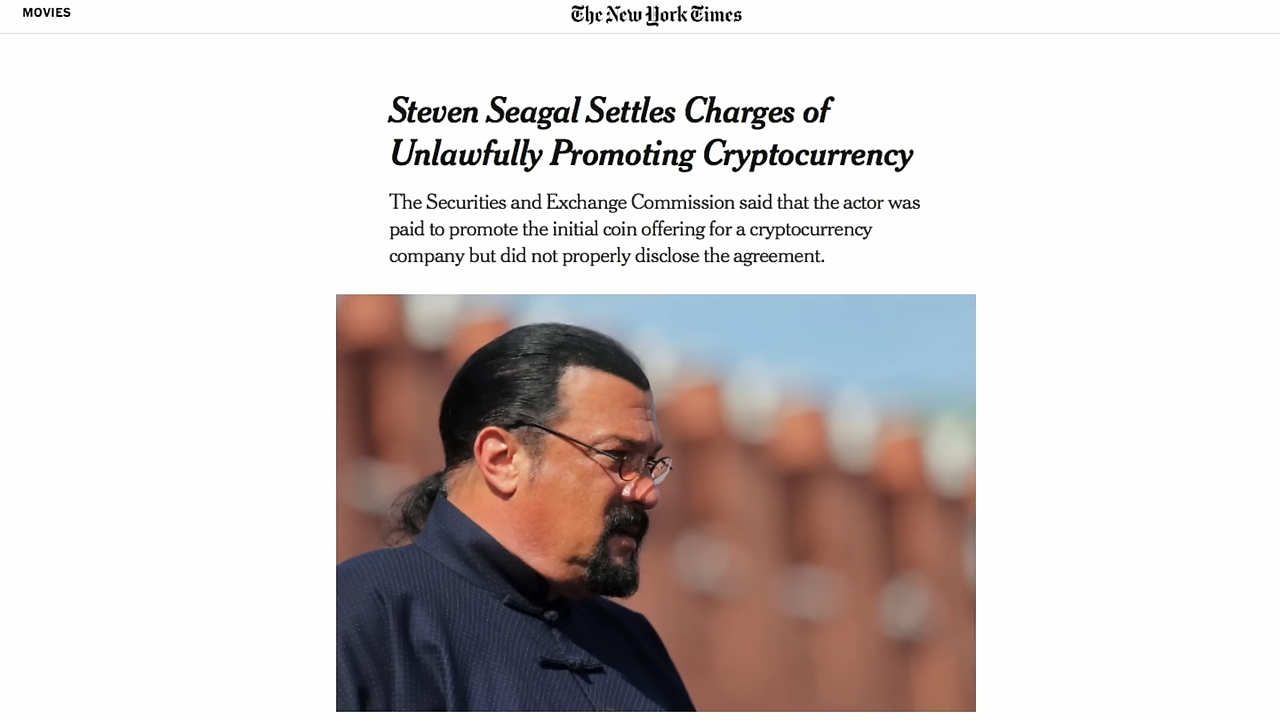 MOVIES
The New York Times
Steven Seagal Settles Charges of
Unlawfully Promoting Cryptocurrency
The Securities and Exchange Commission said that the actor was
paid to promote the initial coin offering for a cryptocurrency
company but did not properly disclose the agreement.